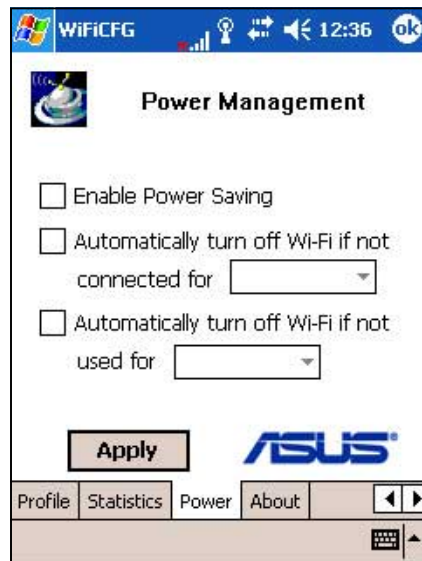 WiFiCFG 12:36 ok
Power Management
Enable Power Saving
Automatically turn off Wi-Fi if not
connected for
Automatically turn off Wi-Fi if not
used for
Apply ASUS
Profile Statistics Power About